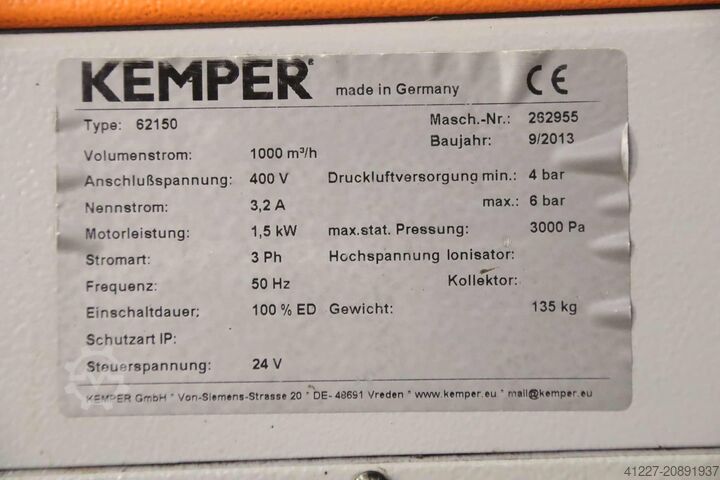 KEMPER made in Germany CE
Type: 62150 Masch.-Nr.: 262955
Baujahr: 9/2013
Volumenstrom: 1000 m³/h
Anschlußspannung: 400 V Druckluftversorgung min.: 4 bar
Nennstrom: 3,2 A max.: 6 bar
Motorleistung: 1,5 kW max.stat. Pressung: 3000 Pa
Stromart: 3 Ph Hochspannung Ionisator:
Frequenz: 50 Hz Kollektor:
Einschaltdauer: 100 % ED Gewicht: 135 kg
Schutzart IP:
Steuerspannung: 24 V
KEMPER GmbH * Von-Siemens-Strasse 20 * DE- 48691 Vreden * www.kemper.eu * mail@kemper.eu
41227-20891937